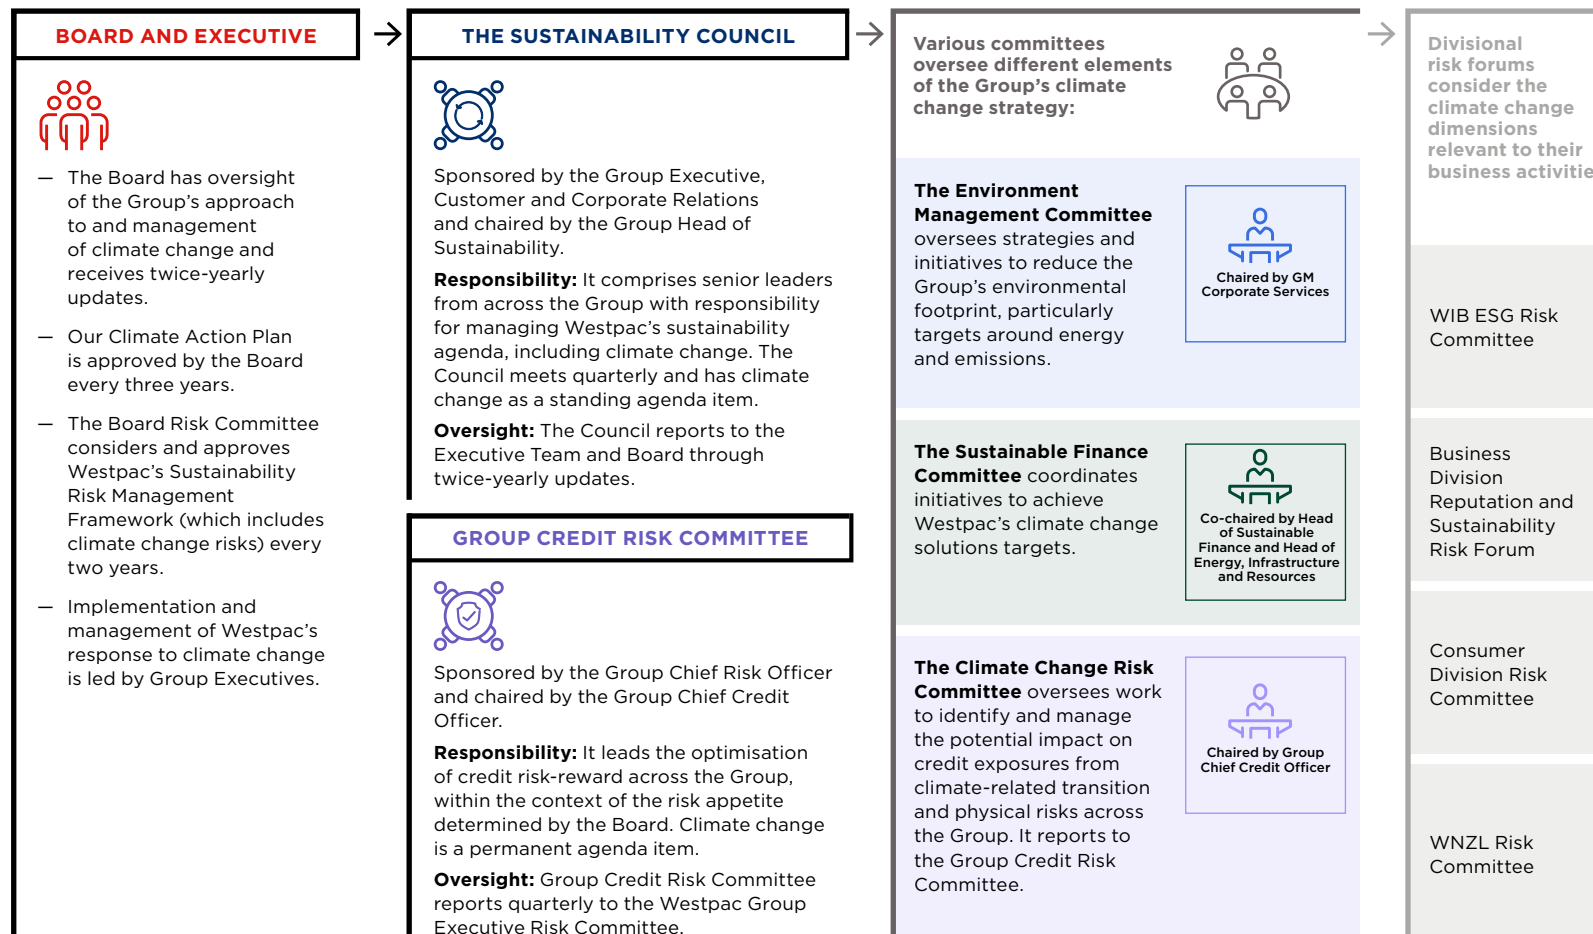 BOARD AND EXECUTIVE
— The Board has oversight
of the Group's approach
to and management
of climate change and
receives twice-yearly
updates.
— Our Climate Action Plan
is approved by the Board
every three years.
— The Board Risk Committee
considers and approves
Westpac's Sustainability
Risk Management
Framework (which includes
climate change risks) every
two years.
— Implementation and
management of Westpac's
response to climate change
is led by Group Executives.
THE SUSTAINABILITY COUNCIL
Sponsored by the Group Executive,
Customer and Corporate Relations
and chaired by the Group Head of
Sustainability.
Responsibility: It comprises senior leaders
from across the Group with responsibility
for managing Westpac's sustainability
agenda, including climate change. The
Council meets quarterly and has climate
change as a standing agenda item.
Oversight: The Council reports to the
Executive Team and Board through
twice-yearly updates.
GROUP CREDIT RISK COMMITTEE
Sponsored by the Group Chief Risk Officer
and chaired by the Group Chief Credit
Officer.
Responsibility: It leads the optimisation
of credit risk-reward across the Group,
within the context of the risk appetite
determined by the Board. Climate change
is a permanent agenda item.
Oversight: Group Credit Risk Committee
reports quarterly to the Westpac Group
Executive Risk Committee.
Various committees
oversee different elements
of the Group's climate
change strategy:
The Environment
Management Committee
oversees strategies and
initiatives to reduce the
Group's environmental
footprint, particularly
targets around energy
and emissions.
Chaired by GM
Corporate Services
The Sustainable Finance
Committee coordinates
initiatives to achieve
Westpac's climate change
solutions targets.
Co-chaired by Head
of Sustainable
Finance and Head of
Energy, Infrastructure
and Resources
The Climate Change Risk
Committee oversees work
to identify and manage
the potential impact on
credit exposures from
climate-related transition
and physical risks across
the Group. It reports to
the Group Credit Risk
Committee.
Chaired by Group
Chief Credit Officer
Divisional
risk forums
consider the
climate change
dimensions
relevant to their
business activitie
WIB ESG Risk
Committee
Business
Division
Reputation and
Sustainability
Risk Forum
Consumer
Division Risk
Committee
WNZL Risk
Committee